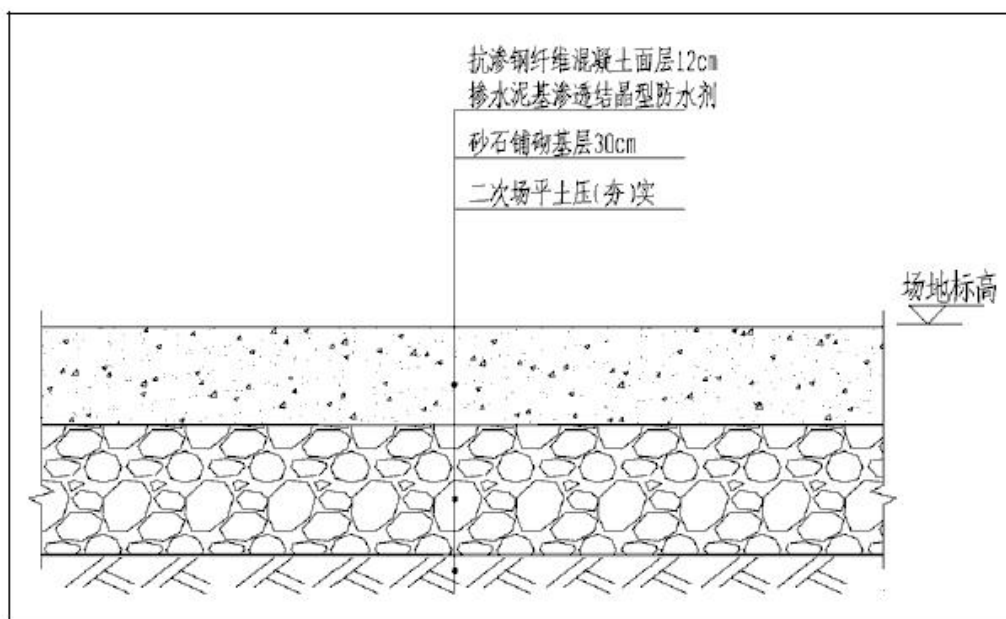 抗渗钢纤维混凝土面层12cm
掺水泥基渗透结晶型防水剂
砂石铺砌基层30cm
二次场平土压(夯)实
场地标高